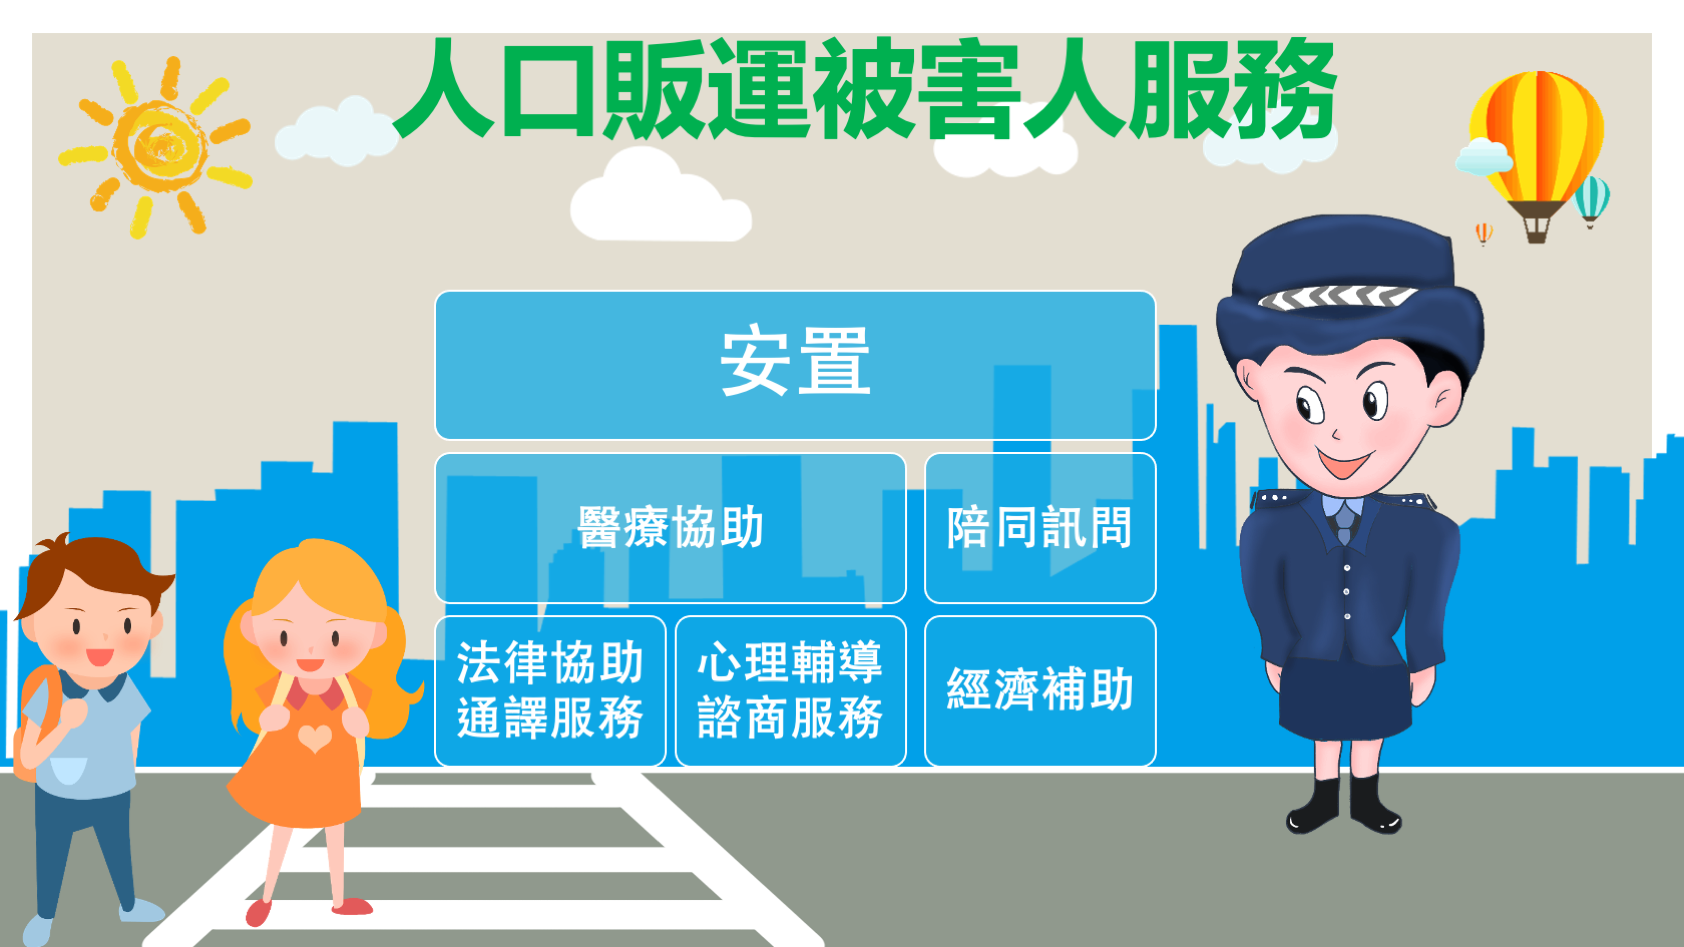 人口販運被害人服務
安置
醫療協助
陪同訊問
法律協助
通譯服務
心理輔導
諮商服務
經濟補助